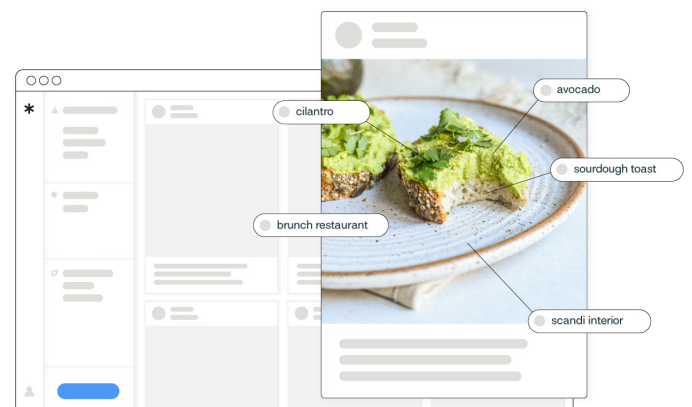 avocado
cilantro
sourdough toast
brunch restaurant
scandi interior